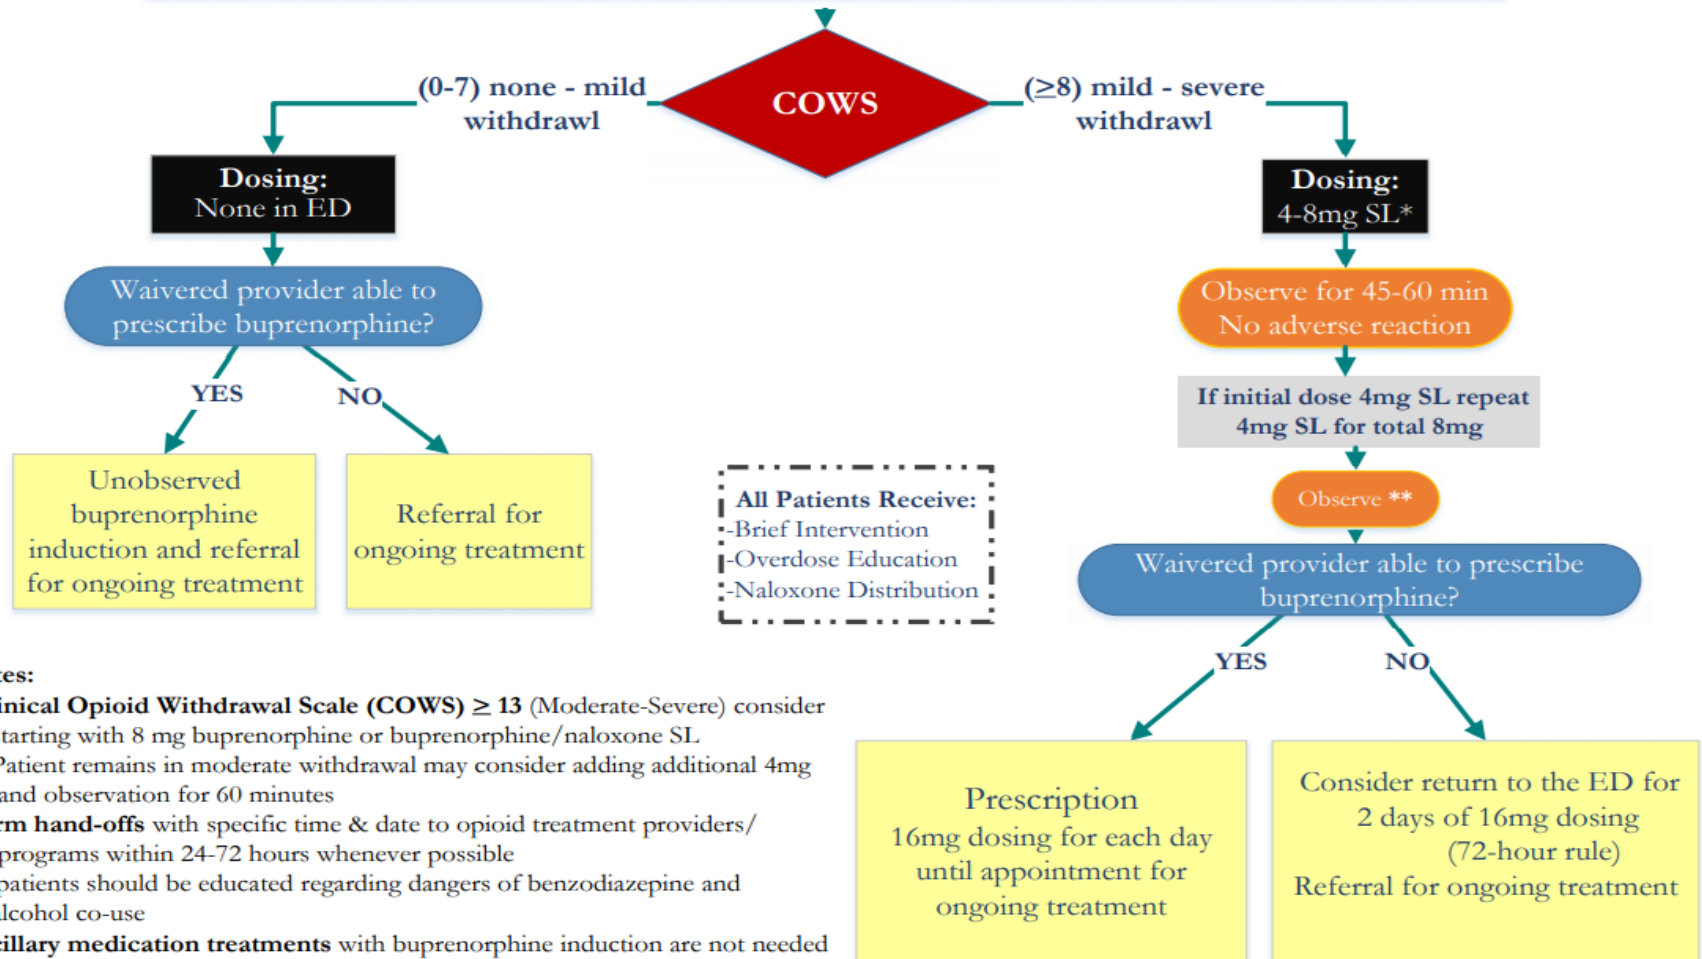 COWS
(0-7) none - mild
withdrawl
(≥8) mild - severe
withdrawl
Dosing:
None in ED
Waivered provider able to
prescribe buprenorphine?
YES
NO
Unobserved
buprenorphine
induction and referral
for ongoing treatment
Referral for
ongoing treatment
All Patients Receive:
-Brief Intervention
-Overdose Education
-Naloxone Distribution
Dosing:
4-8mg SL*
Observe for 45-60 min
No adverse reaction
If initial dose 4mg SL repeat
4mg SL for total 8mg
Observe **
Waivered provider able to prescribe
buprenorphine?
YES
NO
Prescription
16mg dosing for each day
until appointment for
ongoing treatment
Consider return to the ED for
2 days of 16mg dosing
(72-hour rule)
Referral for ongoing treatment
tes:
inical Opioid Withdrawal Scale (COWS) ≥ 13 (Moderate-Severe) consider
tarting with 8 mg buprenorphine or buprenorphine/naloxone SL
Patient remains in moderate withdrawal may consider adding additional 4mg
and observation for 60 minutes
rm hand-offs with specific time & date to opioid treatment providers/
programs within 24-72 hours whenever possible
patients should be educated regarding dangers of benzodiazepine and
lcohol co-use
cillary medication treatments with buprenorphine induction are not needed